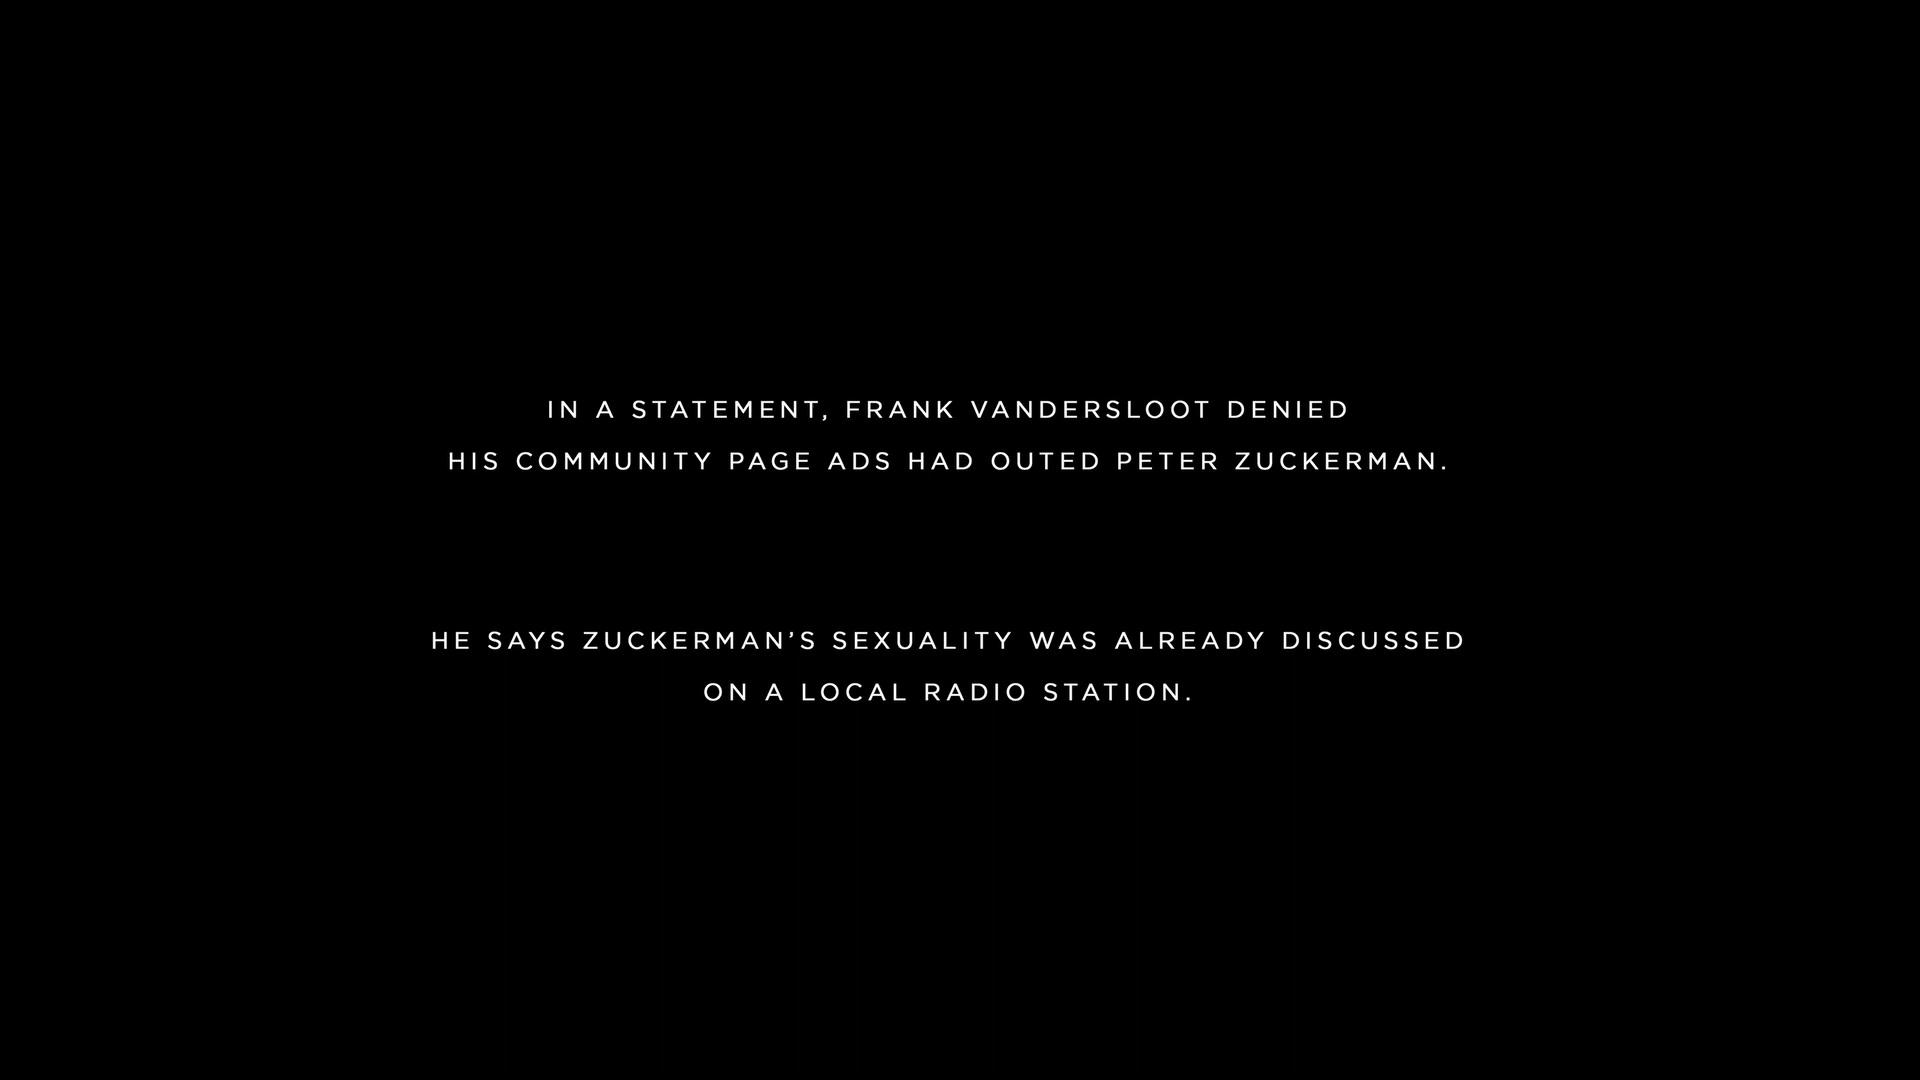 IN A STATEMENT, FRANK VANDERSLOOT DENIED
HIS COMMUNITY PAGE ADS HAD OUTED PETER ZUCKERMAN.
HE SAYS ZUCKERMAN’S SEXUALITY WAS ALREADY DISCUSSED
ON A LOCAL RADIO STATION.